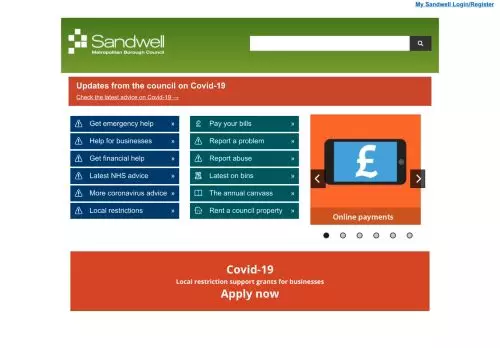 My Sandwell Login/Register
Sandwell
Metropolitan Borough Council
Updates from the council on Covid-19
Check the latest advice on Covid-19 →
Get emergency help »
Help for businesses »
Get financial help »
Latest NHS advice »
More coronavirus advice »
Local restrictions »
£ Pay your bills »
Report a problem »
Report abuse »
Latest on bins »
The annual canvass »
Rent a council property »
£
Online payments
Covid-19
Local restriction support grants for businesses
Apply now